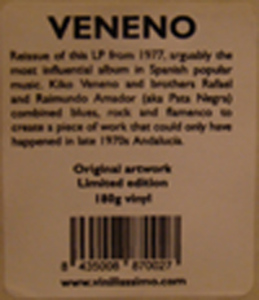 VENENO
Reissue of this LP from 1977, arguably the
most influential album in Spanish popular
music. Kiko Veneno and brothers Rafael
and Raimundo Amador (aka Pata Negra)
combined blues, rock and flamenco to
create a piece of work that could only have
happened in late 1970s Andalucía.
Original artwork
Limited edition
180g vinyl
8 435008 870027
www.vinilissimo.com